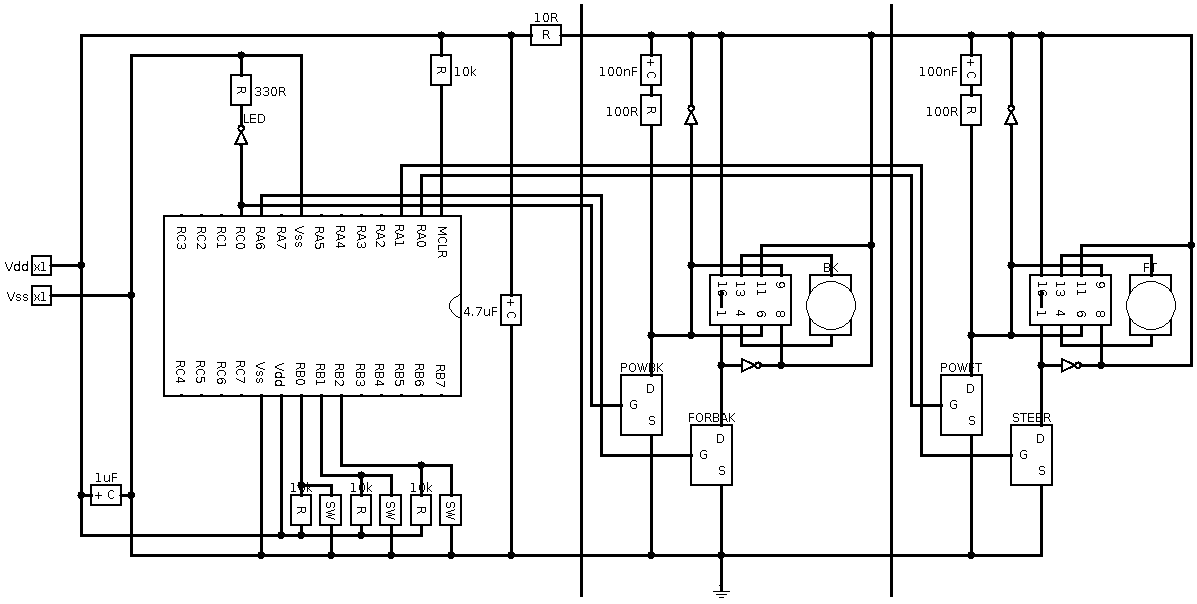 10R
R
R
10k
+ C
100nF
R
100R
+ C
100nF
R
100R
R
330R
LED
RC3 RC2 RC1 RC0 RA6 RA7 Vss RA5 RA4 RA3 RA2 RA1 RA0 MCLR
Vdd x1
Vss x1
4.7uF
+ C
RC4 RC5 RC6 RC7 Vss Vdd RB0 RB1 RB2 RB3 RB4 RB5 RB6 RB7
16 13 11 9
1 4 6 8
BK
16 13 11 9
1 4 6 8
FT
POWBK
D
G
S
FORBAK
D
G
S
POWFT
D
G
S
STEER
D
G
S
1uF
+ C
10k
10k
10k
R
SW
R
SW
R
SW